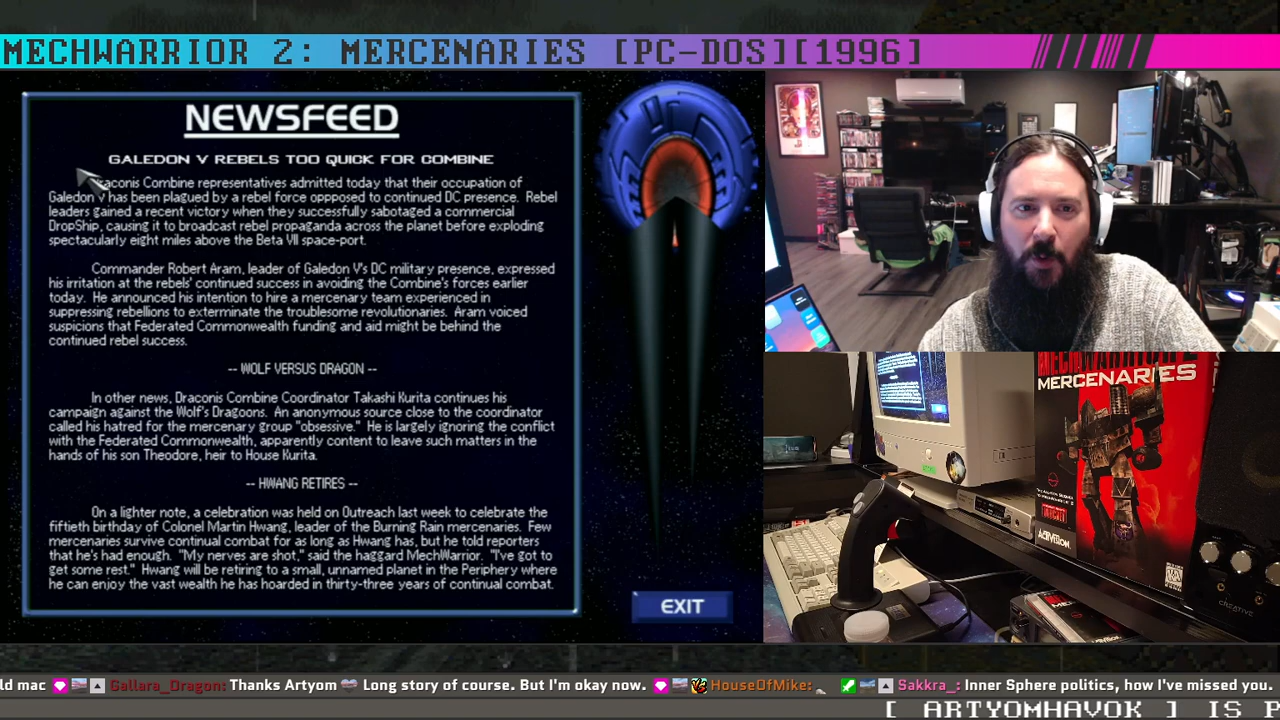 MECHWARRIOR 2: MERCENARIES [PC-DOS][1996]
NEWSFEED
GALEDON V REBELS TOO QUICK FOR COMBINE
raconis Combine representatives admitted today that their occupation of
Galedon V has been plagued by a rebel force oppposed to continued DC presence. Rebel
leaders gained a recent victory when they successfully sabotaged a commercial
DropShip, causing it to broadcast rebel propaganda across the planet before exploding
spectacularly eight miles above the Beta VII space-port.
Commander Robert Aram, leader of Galedon V's DC military presence, expressed
his irritation at the rebels' continued success in avoiding the Combine's forces earlier
today. He announced his intention to hire a mercenary team experienced in
suppressing rebellions to exterminate the troublesome revolutionaries. Aram voiced
suspicions that Federated Commonwealth funding and aid might be behind the
continued rebel success.
-- WOLF VERSUS DRAGON --
In other news, Draconis Combine Coordinator Takashi Kurita continues his
campaign against the Wolf's Dragoons. An anonymous source close to the coordinator
called his hatred for the mercenary group "obsessive." He is largely ignoring the conflict
with the Federated Commonwealth, apparently content to leave such matters in the
hands of his son Theodore, heir to House Kurita.
-- HWANG RETIRES --
On a lighter note, a celebration was held on Outreach last week to celebrate the
fiftieth birthday of Colonel Martin Hwang, leader of the Burning Rain mercenaries. Few
mercenaries survive continual combat for as long as Hwang has, but he told reporters
that he's had enough. "My nerves are shot," said the haggard MechWarrior. "I've got to
get some rest." Hwang will be retiring to a small, unnamed planet in the Periphery where
he can enjoy the vast wealth he has hoarded in thirty-three years of continual combat.
EXIT
MERCENARIES
ACTIVISION
CREATIVE
ld mac Gallara_Dragon: Thanks Artyom Long story of course. But I'm okay now. HouseOfMike: Sakkra_: Inner Sphere politics, how I've missed you.
[ ARTYOMHAVOK ] IS